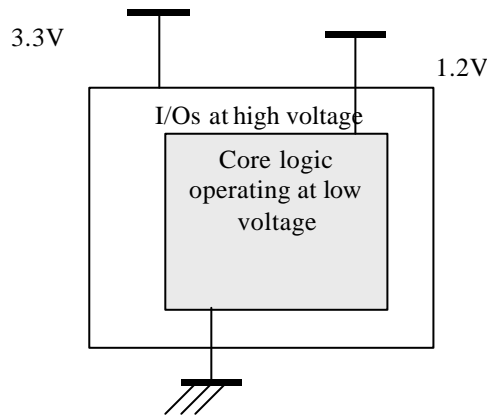 3.3V
1.2V
I/Os at high voltage
Core logic
operating at low
voltage